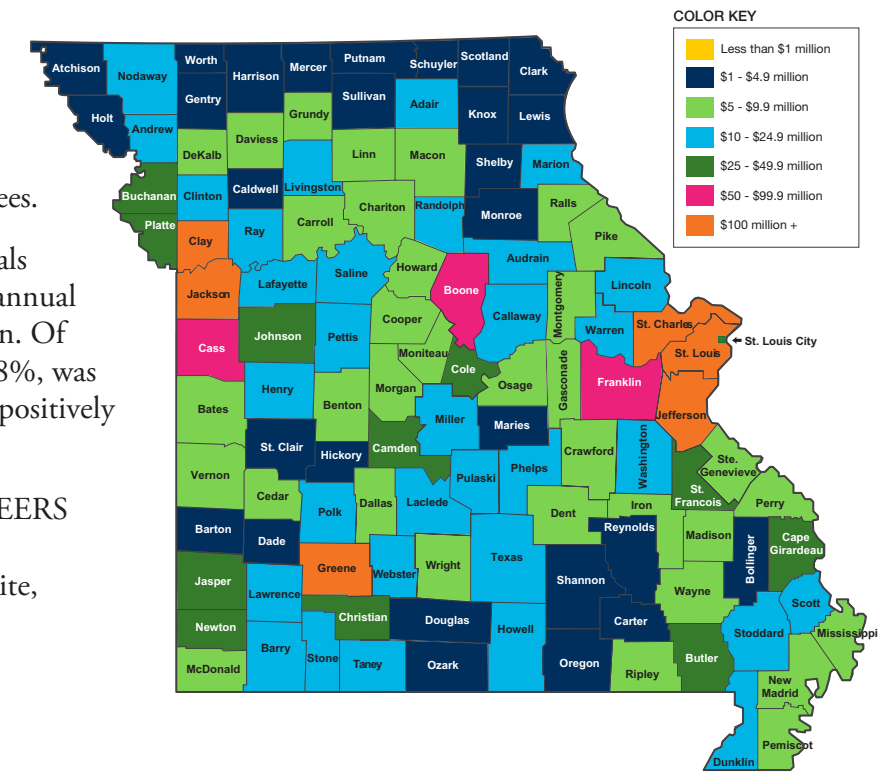 COLOR KEY
Less than $1 million
$1 - $4.9 million
$5 - $9.9 million
$10 - $24.9 million
$25 - $49.9 million
$50 - $99.9 million
$100 million +
ees.
als
annual
n. Of
8%, was
positively
EERS
ite,
Atchison
Nodaway
Worth
Harrison
Mercer
Putnam
Schuyler
Scotland
Clark
Gentry
Sullivan
Adair
Knox
Lewis
Holt
Andrew
DeKalb
Daviess
Grundy
Linn
Macon
Shelby
Marion
Buchanan
Clinton
Caldwell
Livingston
Chariton
Randolph
Monroe
Ralls
Platte
Clay
Ray
Carroll
Pike
Jackson
Lafayette
Saline
Howard
Boone
Audrain
Callaway
Montgomery
Lincoln
Warren
St. Charles
St. Louis
St. Louis City
Cass
Johnson
Pettis
Cooper
Moniteau
Cole
Osage
Gasconade
Franklin
Jefferson
Bates
Henry
Benton
Morgan
Miller
Maries
Camden
Crawford
Washington
Ste.
Genevieve
St.
Francois
Perry
Vernon
St. Clair
Hickory
Cedar
Polk
Dallas
Laclede
Pulaski
Phelps
Dent
Iron
Reynolds
Madison
Bollinger
Cape
Girardeau
Barton
Dade
Greene
Webster
Wright
Texas
Shannon
Wayne
Scott
Jasper
Lawrence
Christian
Douglas
Howell
Carter
Stoddard
Mississippi
Newton
Barry
Stone
Taney
Ozark
Oregon
Ripley
Butler
New
Madrid
McDonald
Pemiscot
Dunklin